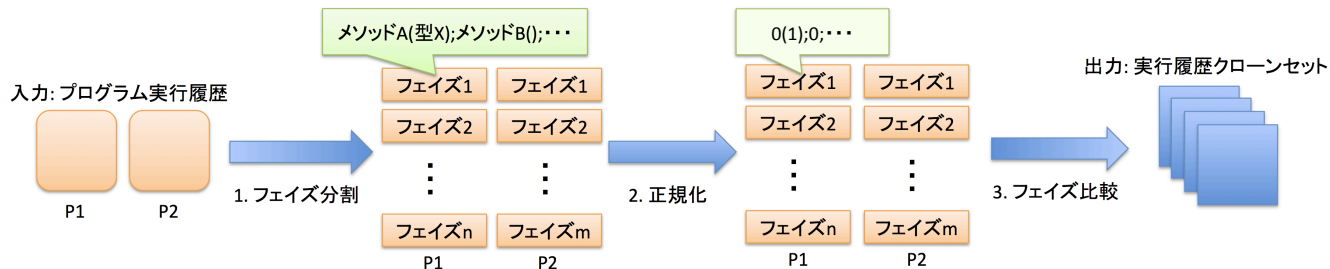 入力: プログラム実行履歴
P1
P2
1. フェイズ分割
メソッドA(型X);メソッドB();･･･
フェイズ1
フェイズ1
フェイズ2
フェイズ2
⋮
⋮
フェイズn
フェイズm
P1
P2
2. 正規化
0(1);0;･･･
フェイズ1
フェイズ1
フェイズ2
フェイズ2
⋮
⋮
フェイズn
フェイズm
P1
P2
3. フェイズ比較
出力: 実行履歴クローンセット